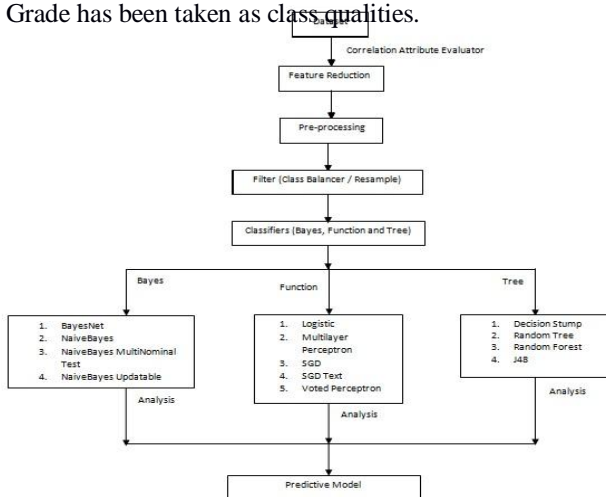 Grade has been taken as class qualities.
Dataset
Correlation Attribute Evaluator
Feature Reduction
Pre-processing
Filter (Class Balancer / Resample)
Classifiers (Bayes, Function and Tree)
Bayes
Function
Tree
1. BayesNet
2. NaiveBayes
3. NaiveBayes MultiNominal
Test
4. NaiveBayes Updatable
1. Logistic
2. Multilayer
Perceptron
3. SGD
4. SGD Text
5. Voted Perceptron
1. Decision Stump
2. Random Tree
3. Random Forest
4. J48
Analysis
Analysis
Analysis
Predictive Model